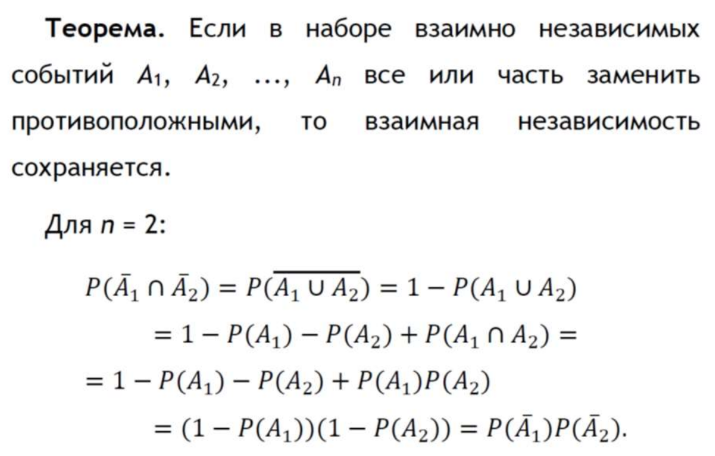 Теорема. Если в наборе взаимно независимых
событий A₁, A₂, ..., Aₙ все или часть заменить
противоположными, то взаимная независимость
сохраняется.
Для n = 2:
P(Ā₁ ∩ Ā₂) = P(A̅₁̅ ̅∪̅ ̅A̅₂̅) = 1 − P(A₁ ∪ A₂)
= 1 − P(A₁) − P(A₂) + P(A₁ ∩ A₂) =
= 1 − P(A₁) − P(A₂) + P(A₁)P(A₂)
= (1 − P(A₁))(1 − P(A₂)) = P(Ā₁)P(Ā₂).